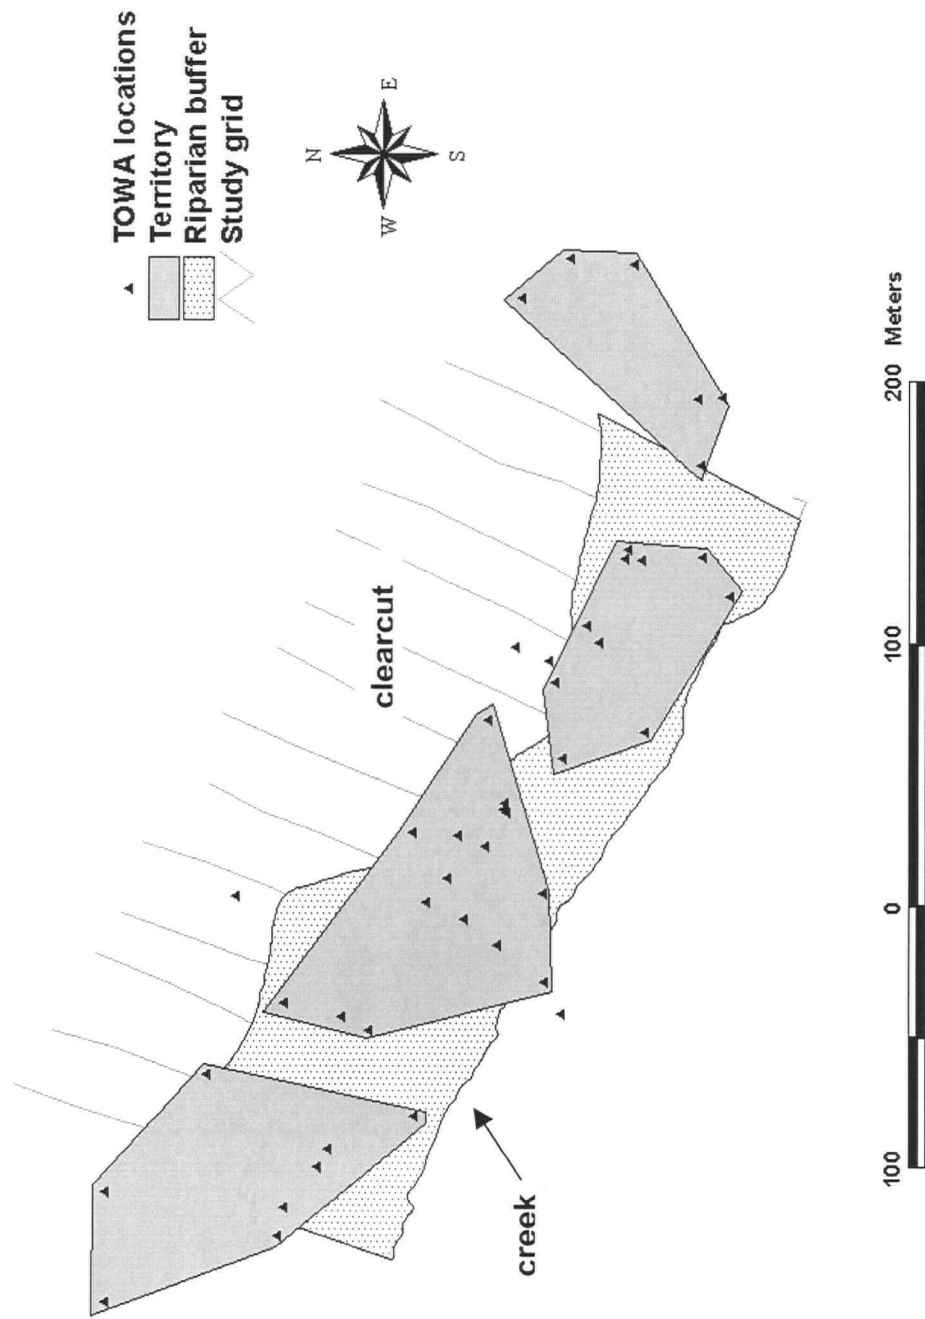 TOWA locations
Territory
Riparian buffer
Study grid
N
E
S
W
clearcut
creek
100
0
100
200 Meters